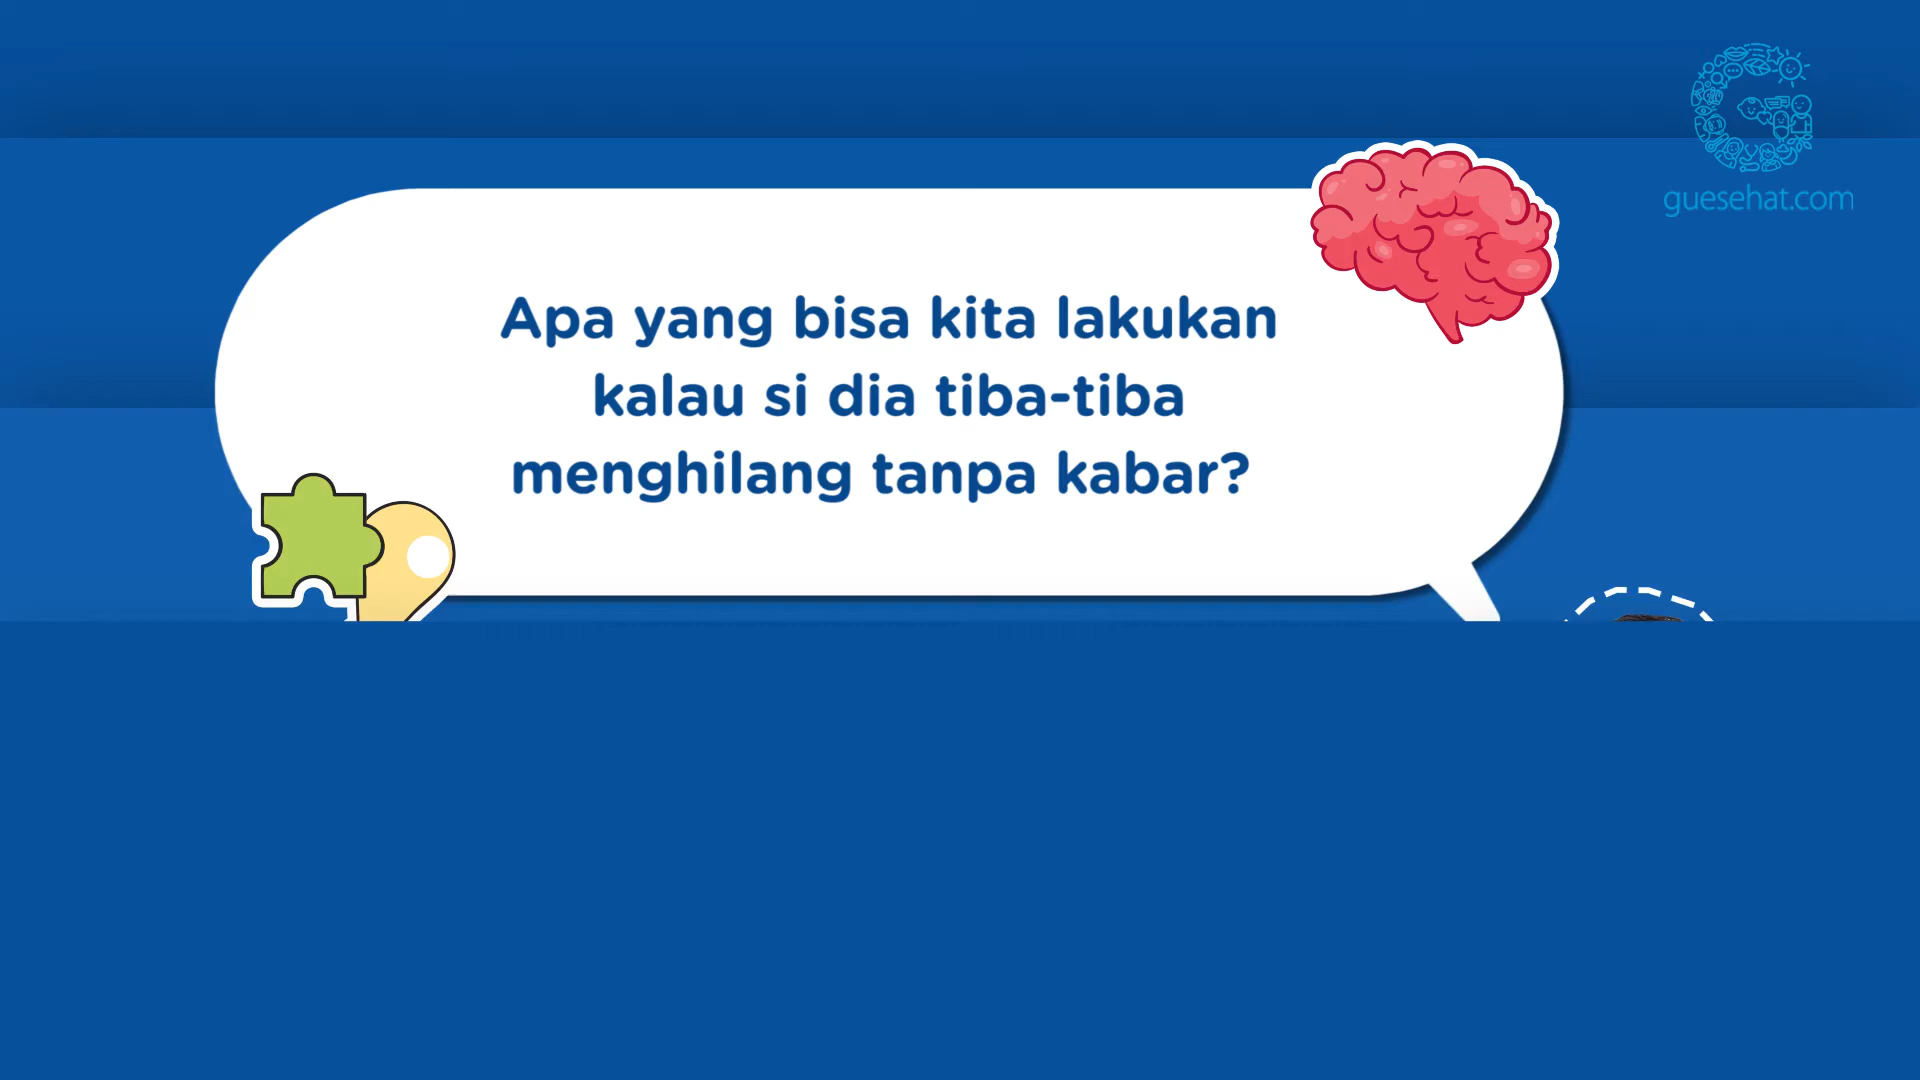 guesehat.com
Apa yang bisa kita lakukan
kalau si dia tiba-tiba
menghilang tanpa kabar?